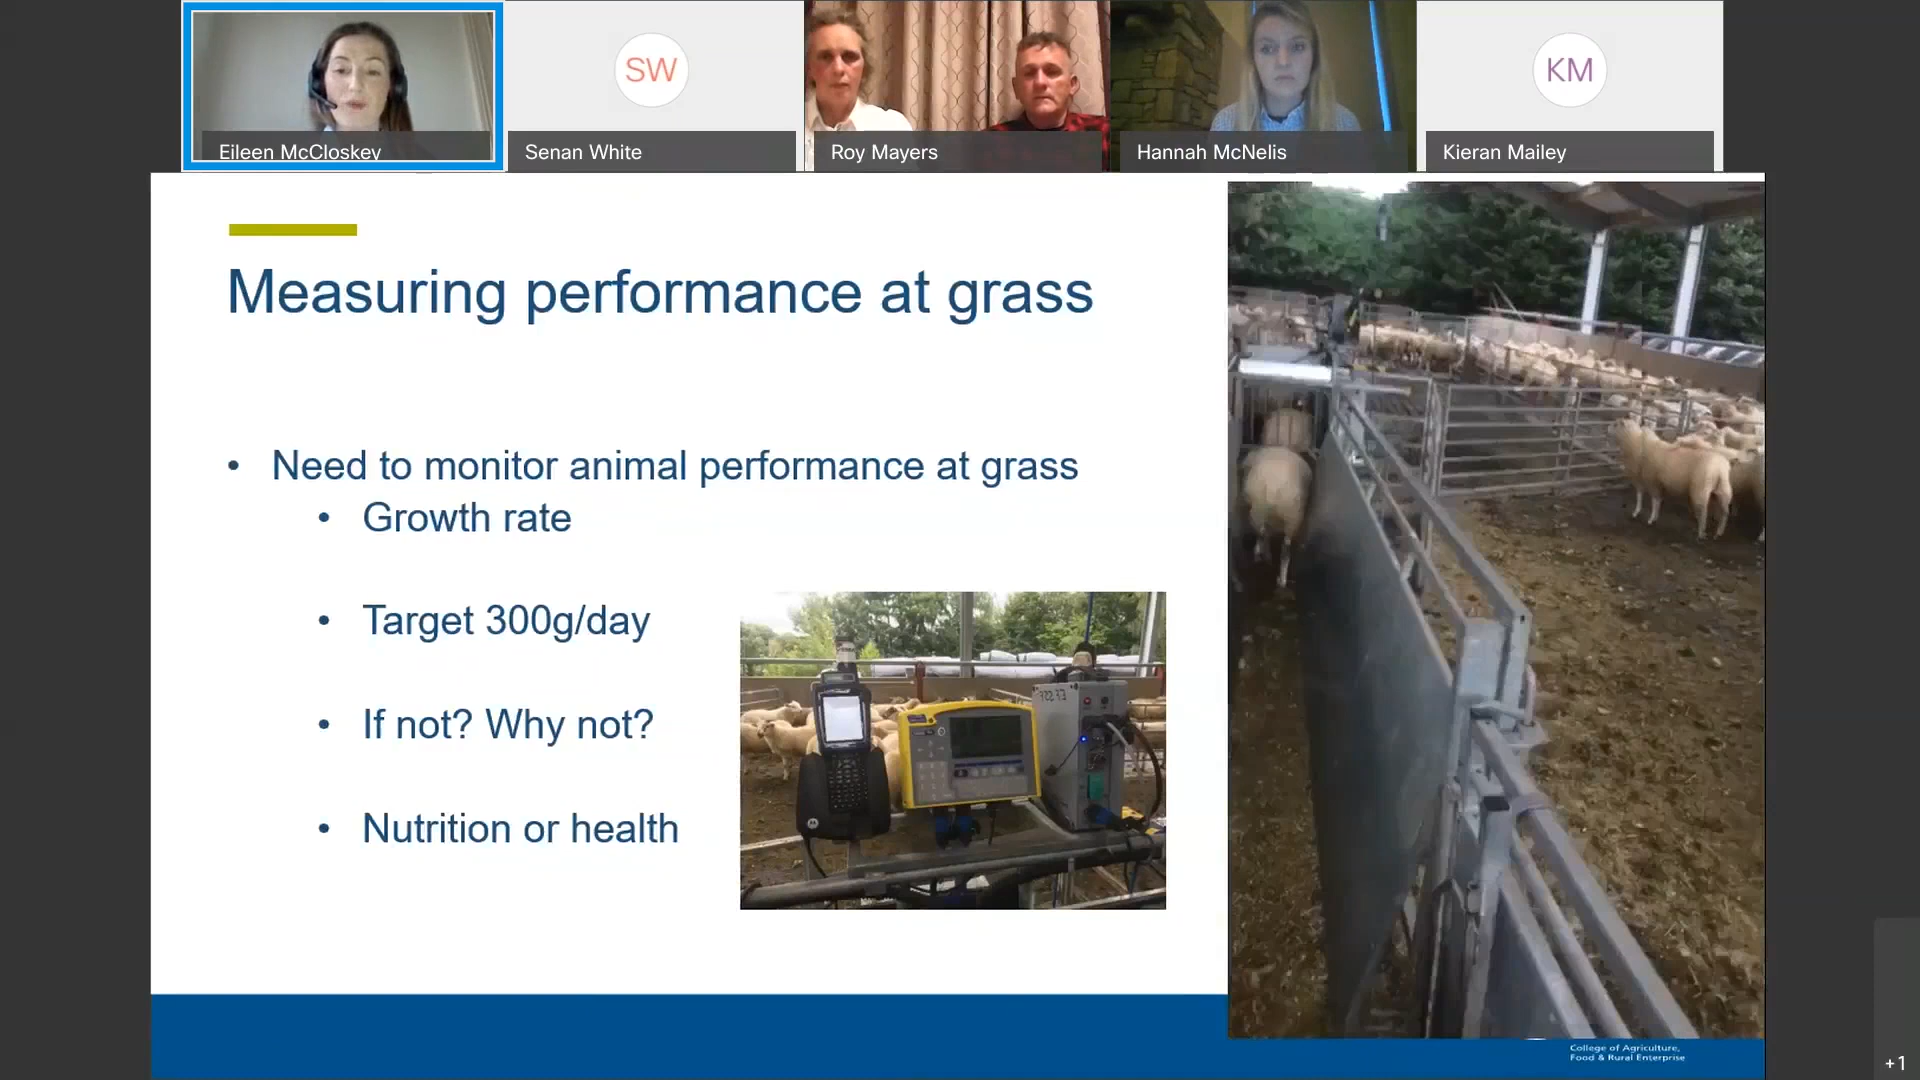 SW
KM
Eileen McCloskey
Senan White
Roy Mayers
Hannah McNelis
Kieran Mailey
Measuring performance at grass
• Need to monitor animal performance at grass
• Growth rate
• Target 300g/day
• If not? Why not?
• Nutrition or health
College of Agriculture,
Food & Rural Enterprise
+1